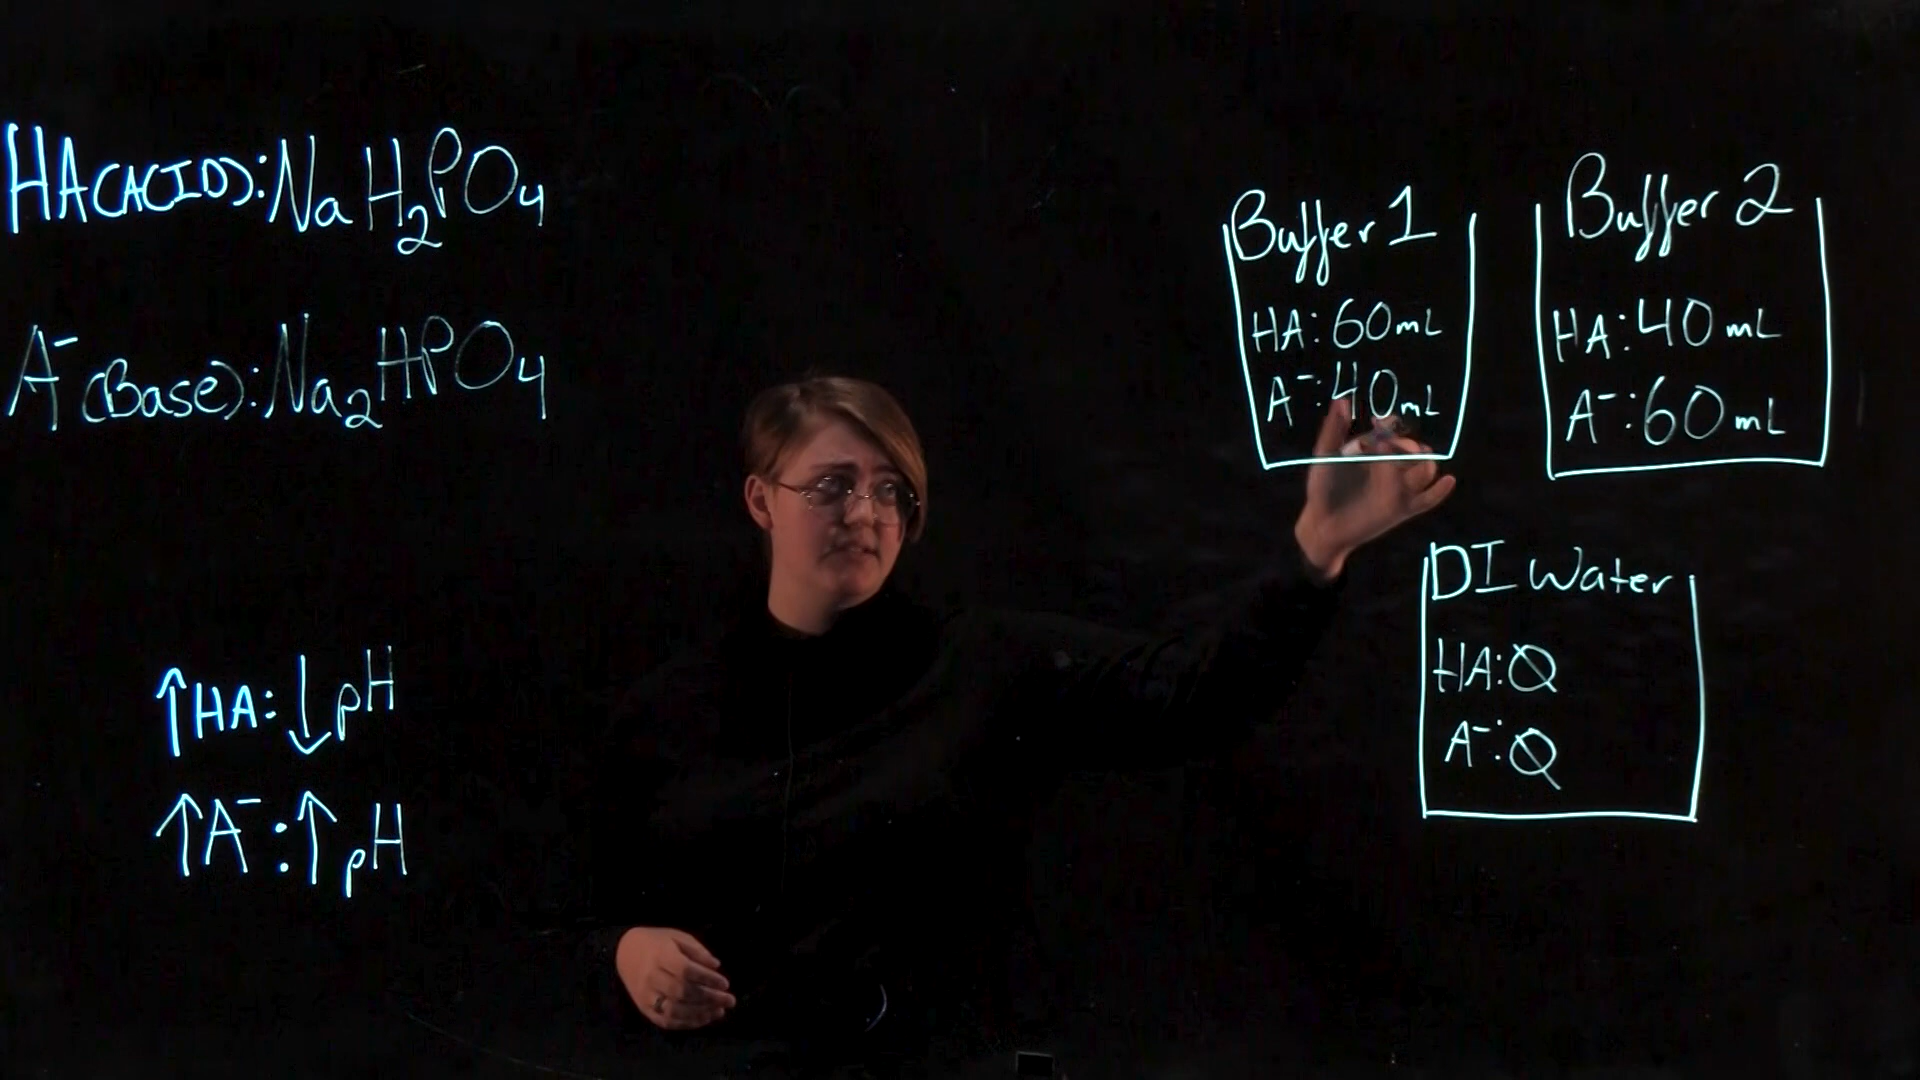 HA(ACID): NaH₂PO₄
A⁻(Base): Na₂HPO₄
↑HA: ↓pH
↑A⁻: ↑pH
Buffer 1
HA: 60mL
A⁻: 40mL
Buffer 2
HA: 40mL
A⁻: 60mL
DI Water
HA: Ø
A⁻: Ø